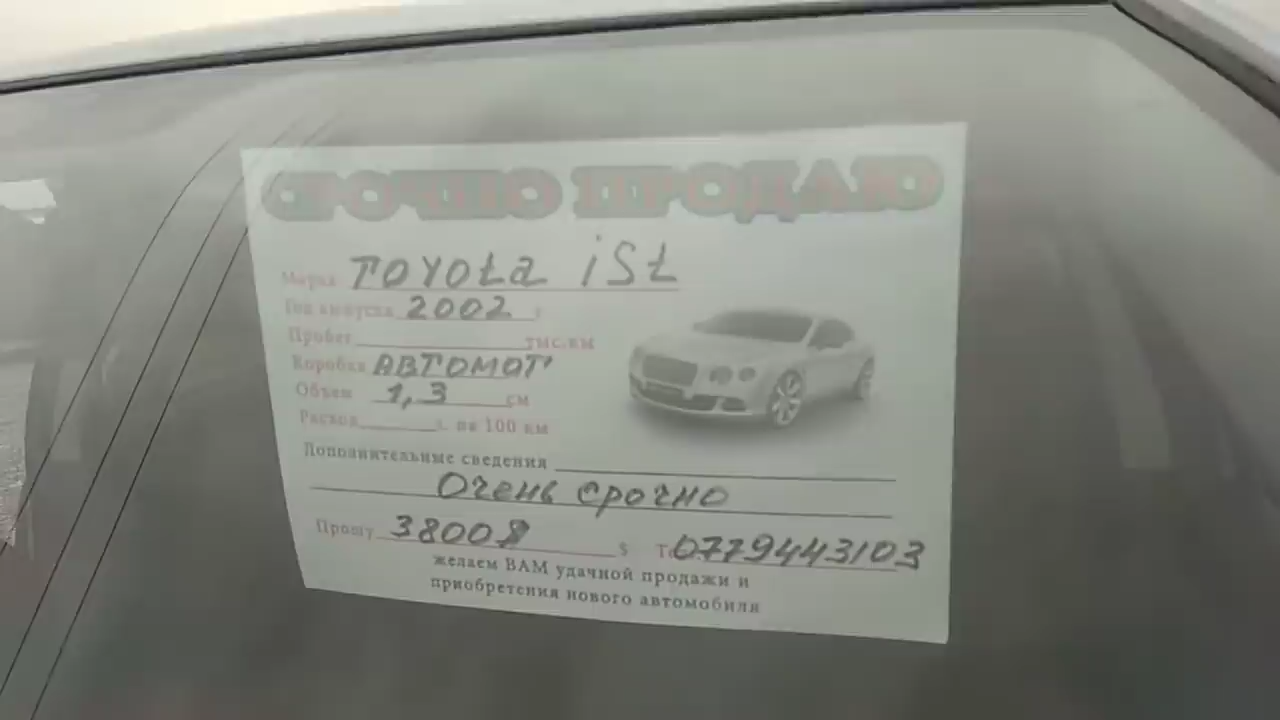 СРОЧНО ПРОДАЮ
Марка TOYOTA iSt
Год выпуска 2002 г
Пробег тыс.км
Коробка АВТОМАТ
Объем 1,3 см
Расход л. на 100 км
Дополнительные сведения
Очень срочно
Прошу 3800$ $ Т. 0779443103
желаем ВАМ удачной продажи и
приобретения нового автомобиля